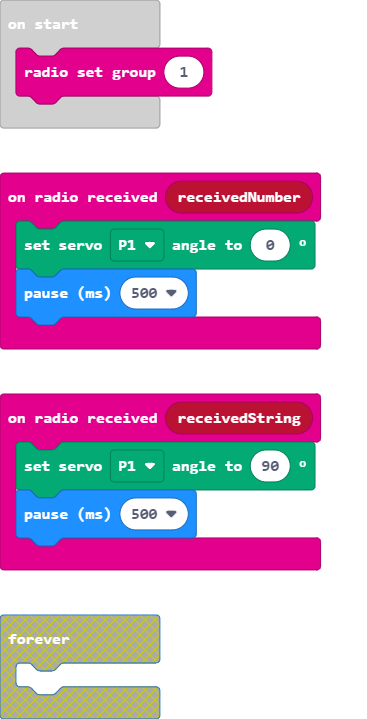 on start
radio set group 1
on radio received receivedNumber
set servo P1 angle to 0 °
pause (ms) 500
on radio received receivedString
set servo P1 angle to 90 °
pause (ms) 500
forever